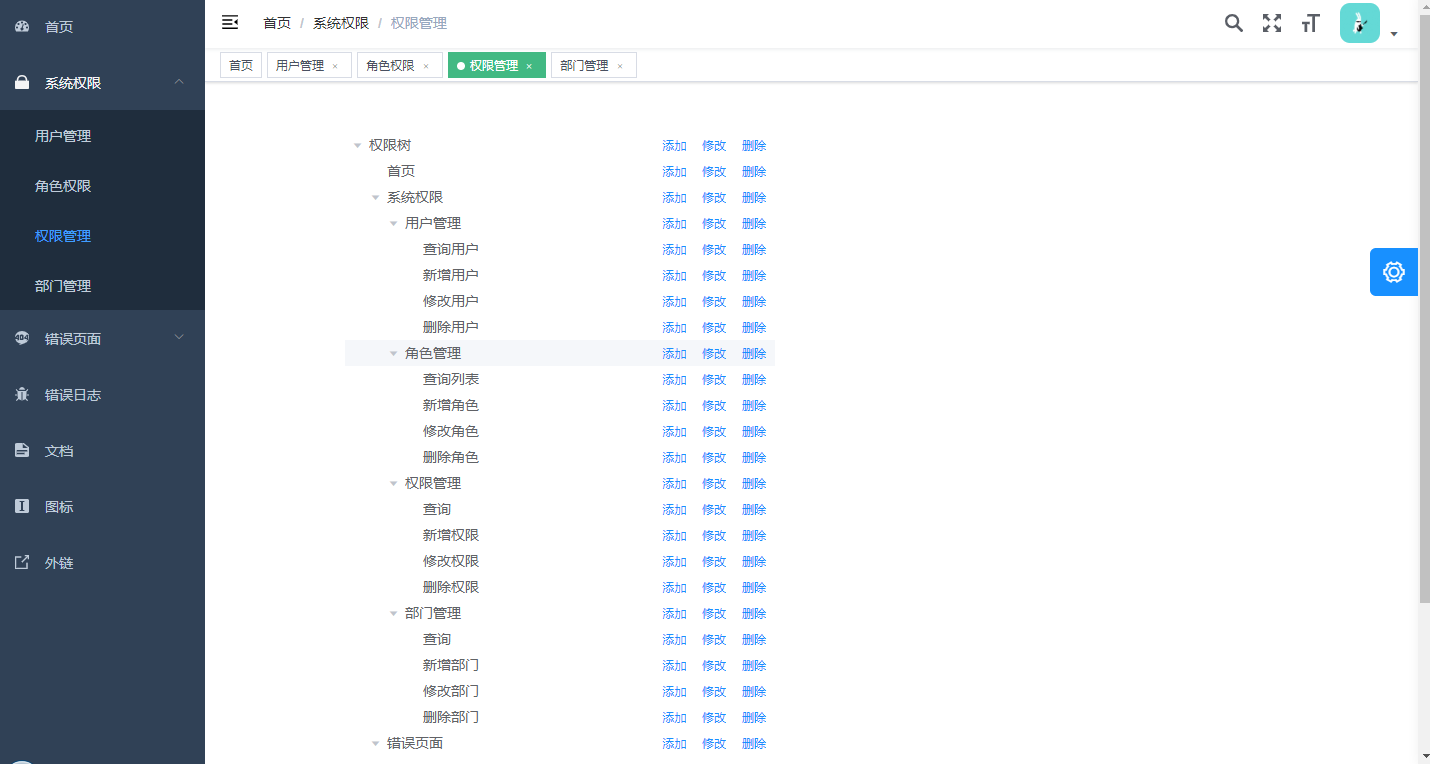 首页
系统权限
用户管理
角色权限
权限管理
部门管理
错误页面
错误日志
文档
图标
外链
首页 / 系统权限 / 权限管理
首页 用户管理 × 角色权限 × 权限管理 × 部门管理 ×
权限树 添加 修改 删除
首页 添加 修改 删除
系统权限 添加 修改 删除
用户管理 添加 修改 删除
查询用户 添加 修改 删除
新增用户 添加 修改 删除
修改用户 添加 修改 删除
删除用户 添加 修改 删除
角色管理 添加 修改 删除
查询列表 添加 修改 删除
新增角色 添加 修改 删除
修改角色 添加 修改 删除
删除角色 添加 修改 删除
权限管理 添加 修改 删除
查询 添加 修改 删除
新增权限 添加 修改 删除
修改权限 添加 修改 删除
删除权限 添加 修改 删除
部门管理 添加 修改 删除
查询 添加 修改 删除
新增部门 添加 修改 删除
修改部门 添加 修改 删除
删除部门 添加 修改 删除
错误页面 添加 修改 删除